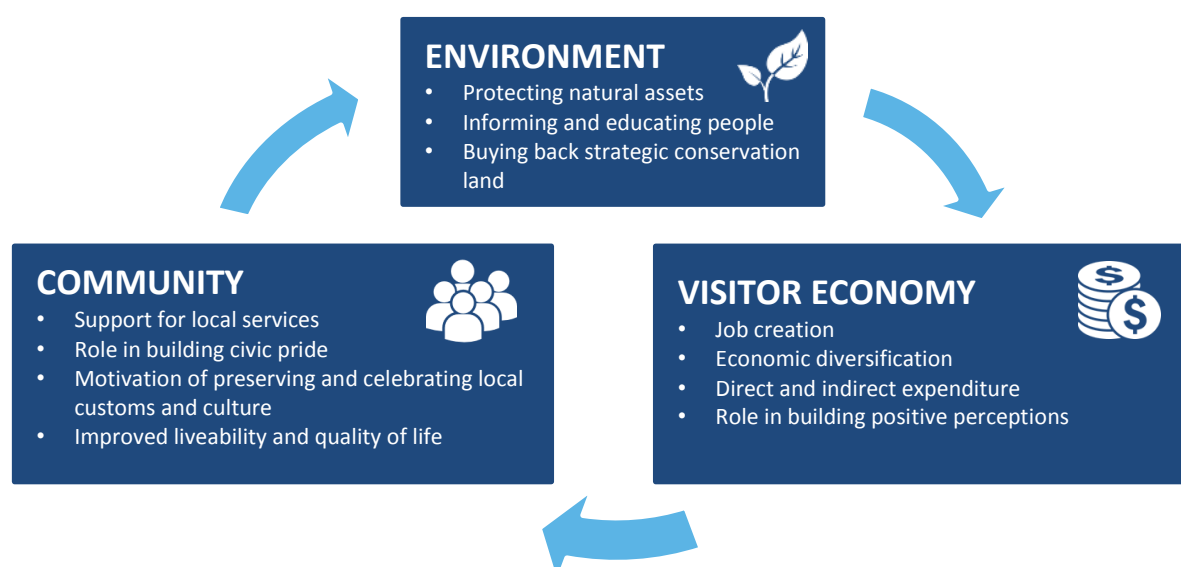 ENVIRONMENT
• Protecting natural assets
• Informing and educating people
• Buying back strategic conservation
land
COMMUNITY
• Support for local services
• Role in building civic pride
• Motivation of preserving and celebrating local
customs and culture
• Improved liveability and quality of life
VISITOR ECONOMY
• Job creation
• Economic diversification
• Direct and indirect expenditure
• Role in building positive perceptions
$
$